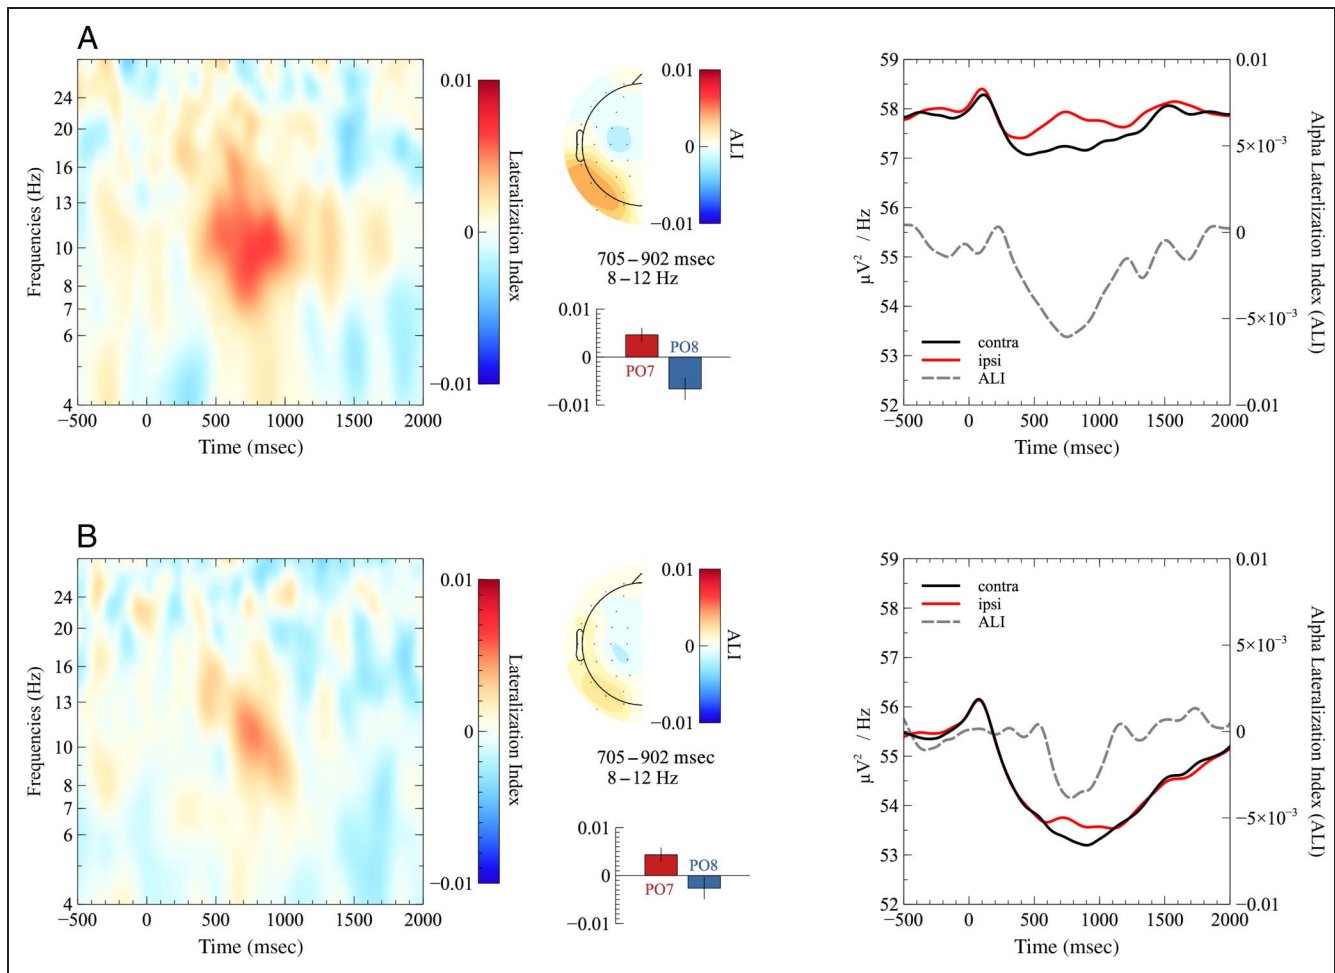 A
24
20
16
13
10
8
7
6
4
Frequencies (Hz)
−500 0 500 1000 1500 2000
Time (msec)
0.01
0
−0.01
Lateralization Index
0.01
0
−0.01
ALI
705 – 902 msec
8 – 12 Hz
0.01
0
−0.01
PO7
PO8
59
58
57
56
55
54
53
52
µV² / Hz
contra
ipsi
ALI
−500 0 500 1000 1500 2000
Time (msec)
0.01
5×10⁻³
0
−5×10⁻³
−0.01
Alpha Laterlization Index (ALI)
B
24
20
16
13
10
8
7
6
4
Frequencies (Hz)
−500 0 500 1000 1500 2000
Time (msec)
0.01
0
−0.01
Lateralization Index
0.01
0
−0.01
ALI
705 – 902 msec
8 – 12 Hz
0.01
0
−0.01
PO7
PO8
59
58
57
56
55
54
53
52
µV² / Hz
contra
ipsi
ALI
−500 0 500 1000 1500 2000
Time (msec)
0.01
5×10⁻³
0
−5×10⁻³
−0.01
Alpha Lateralization Index (ALI)